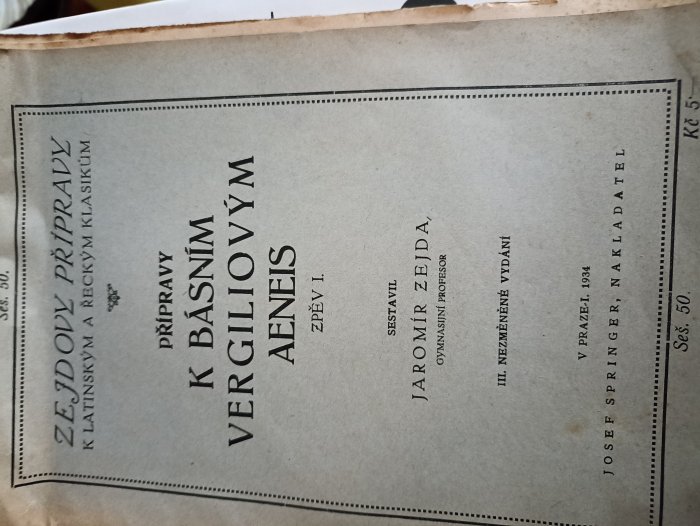 Seš. 50.
ZEJDOVY PŘÍPRAVY
K LATINSKÝM A ŘECKÝM KLASIKŮM
PŘÍPRAVY
K BÁSNÍM
VERGILIOVÝM
AENEIS
ZPĚV I.
SESTAVIL
JAROMÍR ZEJDA,
GYMNASIJNÍ PROFESOR
III. NEZMĚNĚNÉ VYDÁNÍ
V PRAZE-I. 1934
JOSEF SPRINGER, NAKLADATEL
Seš. 50. Kč 5·—